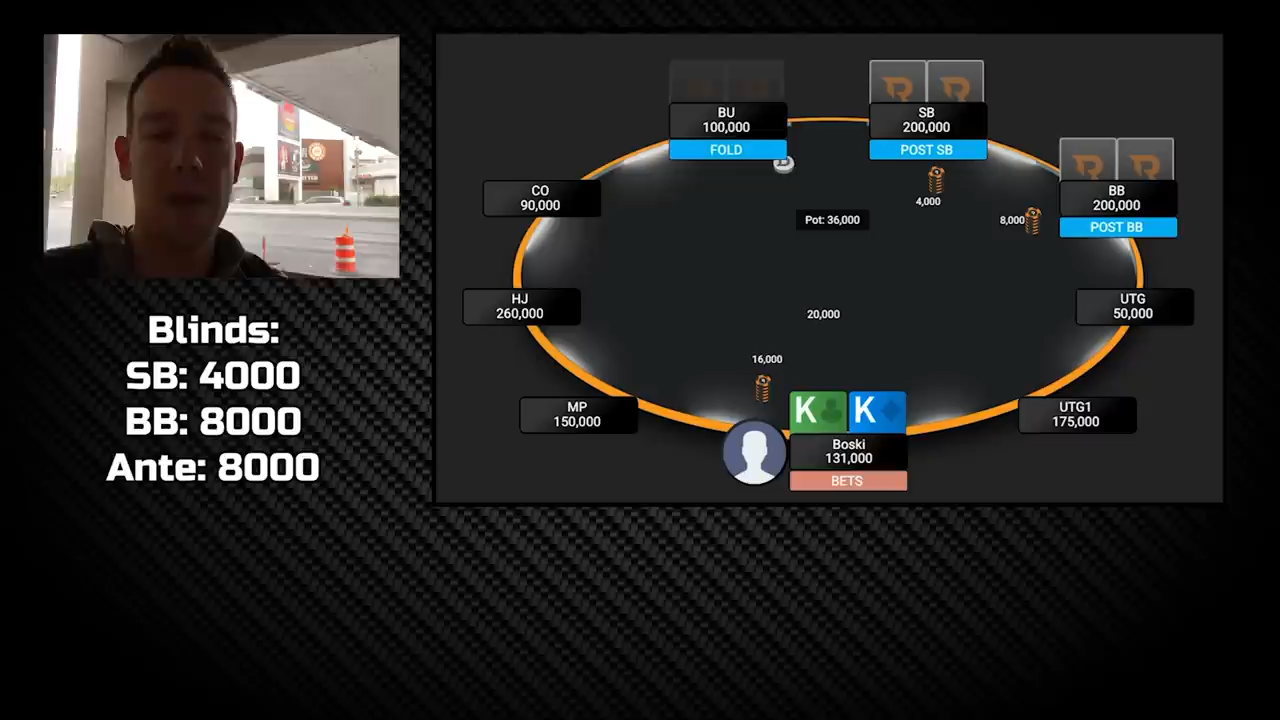 Blinds:
SB: 4000
BB: 8000
Ante: 8000
BU
100,000
FOLD
SB
200,000
POST SB
4,000
CO
90,000
BB
200,000
POST BB
8,000
Pot: 36,000
HJ
260,000
UTG
50,000
20,000
16,000
MP
150,000
UTG1
175,000
K K
Boski
131,000
BETS